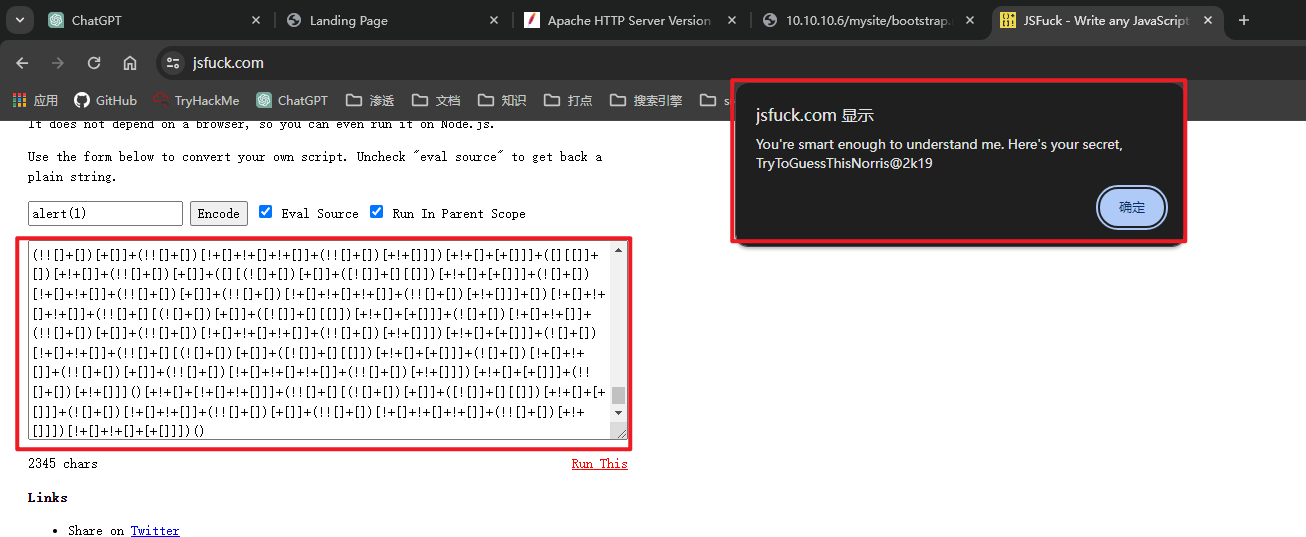 ChatGPT
Landing Page
Apache HTTP Server Version
10.10.10.6/mysite/bootstrap.
JSFuck - Write any JavaScript
jsfuck.com
应用
GitHub
TryHackMe
ChatGPT
渗透
文档
知识
打点
搜索引擎
s
It does not depend on a browser, so you can even run it on Node.js.
Use the form below to convert your own script. Uncheck "eval source" to get back a
plain string.
alert(1)
Encode
Eval Source
Run In Parent Scope
(!![]+[])[+[]]+(!![]+[])[!+[]+!+[]+!+[]]+(!![]+[])[+!+[]]])[+!+[]+[+[]]]+([][[]]+
[])[+!+[]]+(!![]+[])[+[]]+([][(![]+[])[+[]]+([![]]+[][[]])[+!+[]+[+[]]]+(![]+[])
[!+[]+!+[]]+(!![]+[])[+[]]+(!![]+[])[!+[]+!+[]+!+[]]+(!![]+[])[+!+[]]]+[])[!+[]+!+
[]+!+[]]+(!![]+[][(![]+[])[+[]]+([![]]+[][[]])[+!+[]+[+[]]]+(![]+[])[!+[]+!+[]]+
(!![]+[])[+[]]+(!![]+[])[!+[]+!+[]+!+[]]+(!![]+[])[+!+[]]])[+!+[]+[+[]]]+(![]+[])
[!+[]+!+[]]+(!![]+[][(![]+[])[+[]]+([![]]+[][[]])[+!+[]+[+[]]]+(![]+[])[!+[]+!+
[]]+(!![]+[])[+[]]+(!![]+[])[!+[]+!+[]+!+[]]+(!![]+[])[+!+[]]])[+!+[]+[+[]]]+(!!
[]+[])[+!+[]]]()[+!+[]+[!+[]+!+[]]]+(!![]+[][(![]+[])[+[]]+([![]]+[][[]])[+!+[]+[+
[]]]+(![]+[])[!+[]+!+[]]+(!![]+[])[+[]]+(!![]+[])[!+[]+!+[]+!+[]]+(!![]+[])[+!+
[]]])[!+[]+!+[]+[+[]]])()
2345 chars
Run This
Links
Share on Twitter
jsfuck.com 显示
You're smart enough to understand me. Here's your secret,
TryToGuessThisNorris@2k19
确定